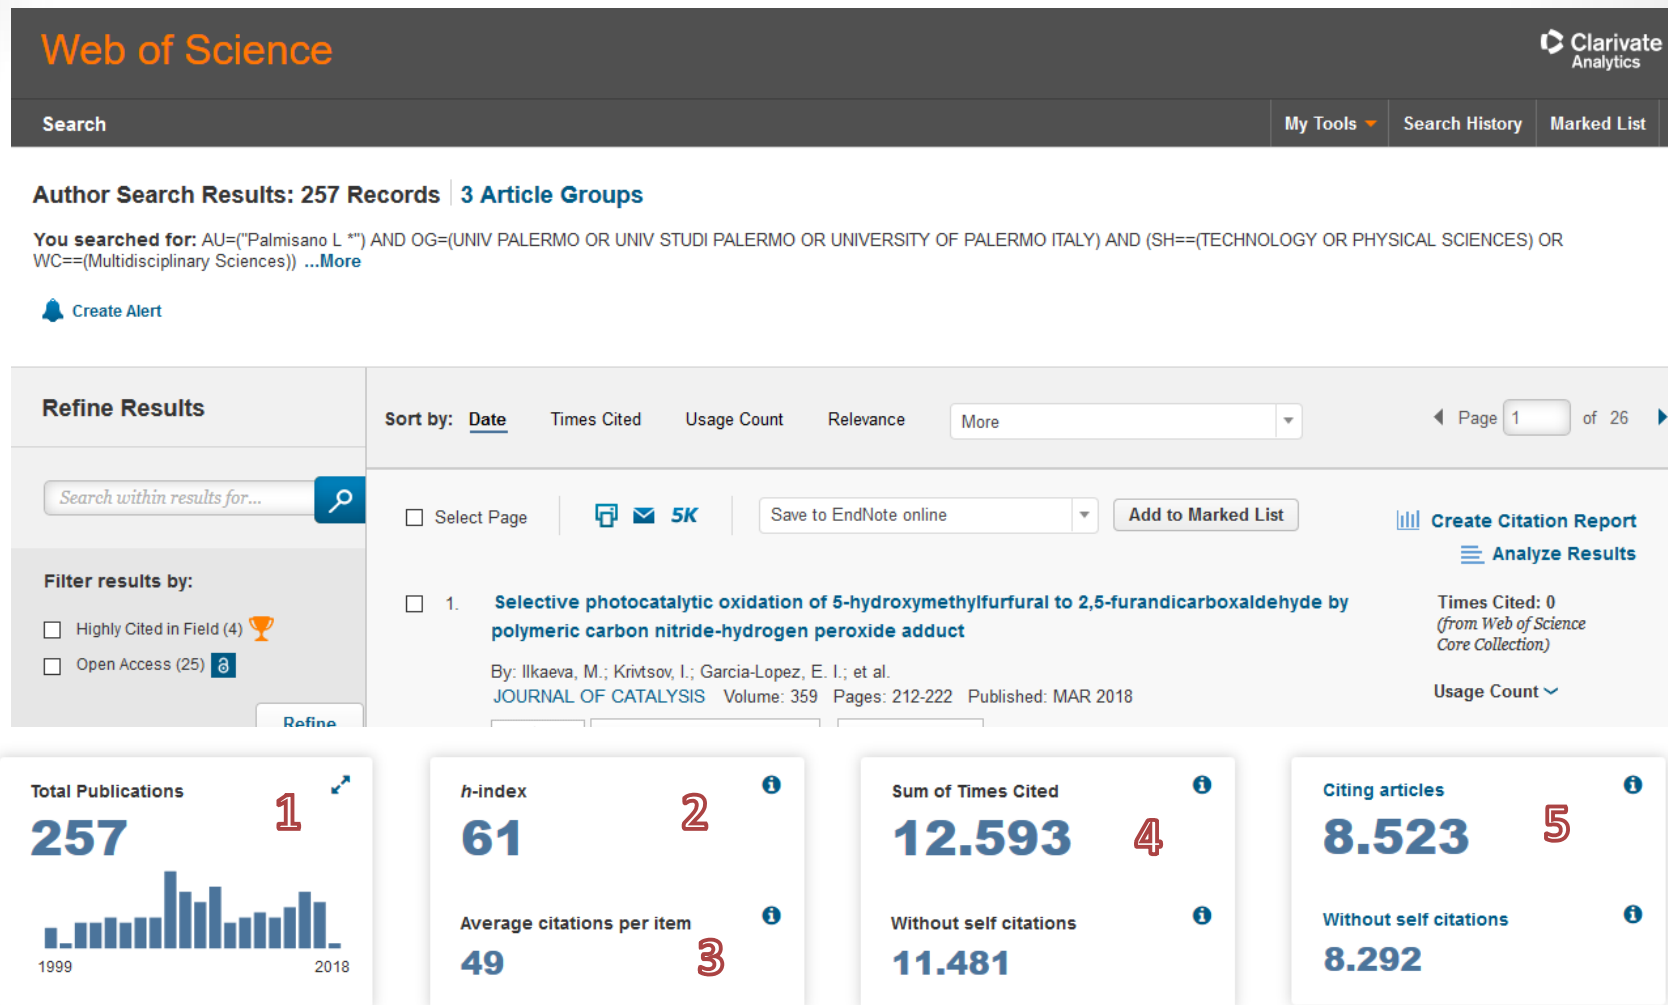 Web of Science
Clarivate
Analytics
Search
My Tools
Search History
Marked List
Author Search Results: 257 Records
3 Article Groups
You searched for: AU=("Palmisano L *") AND OG=(UNIV PALERMO OR UNIV STUDI PALERMO OR UNIVERSITY OF PALERMO ITALY) AND (SH==(TECHNOLOGY OR PHYSICAL SCIENCES) OR
WC==(Multidisciplinary Sciences)) ...More
Create Alert
Refine Results
Sort by: Date Times Cited Usage Count Relevance More
Page 1 of 26
Search within results for...
Select Page
5K
Save to EndNote online
Add to Marked List
Create Citation Report
Analyze Results
Filter results by:
Highly Cited in Field (4)
Open Access (25)
Refine
1. Selective photocatalytic oxidation of 5-hydroxymethylfurfural to 2,5-furandicarboxaldehyde by
polymeric carbon nitride-hydrogen peroxide adduct
By: Ilkaeva, M.; Krivtsov, I.; Garcia-Lopez, E. I.; et al.
JOURNAL OF CATALYSIS Volume: 359 Pages: 212-222 Published: MAR 2018
Times Cited: 0
(from Web of Science
Core Collection)
Usage Count
Total Publications
1
257
1999
2018
h-index
2
61
Average citations per item
3
49
Sum of Times Cited
4
12.593
Without self citations
11.481
Citing articles
5
8.523
Without self citations
8.292